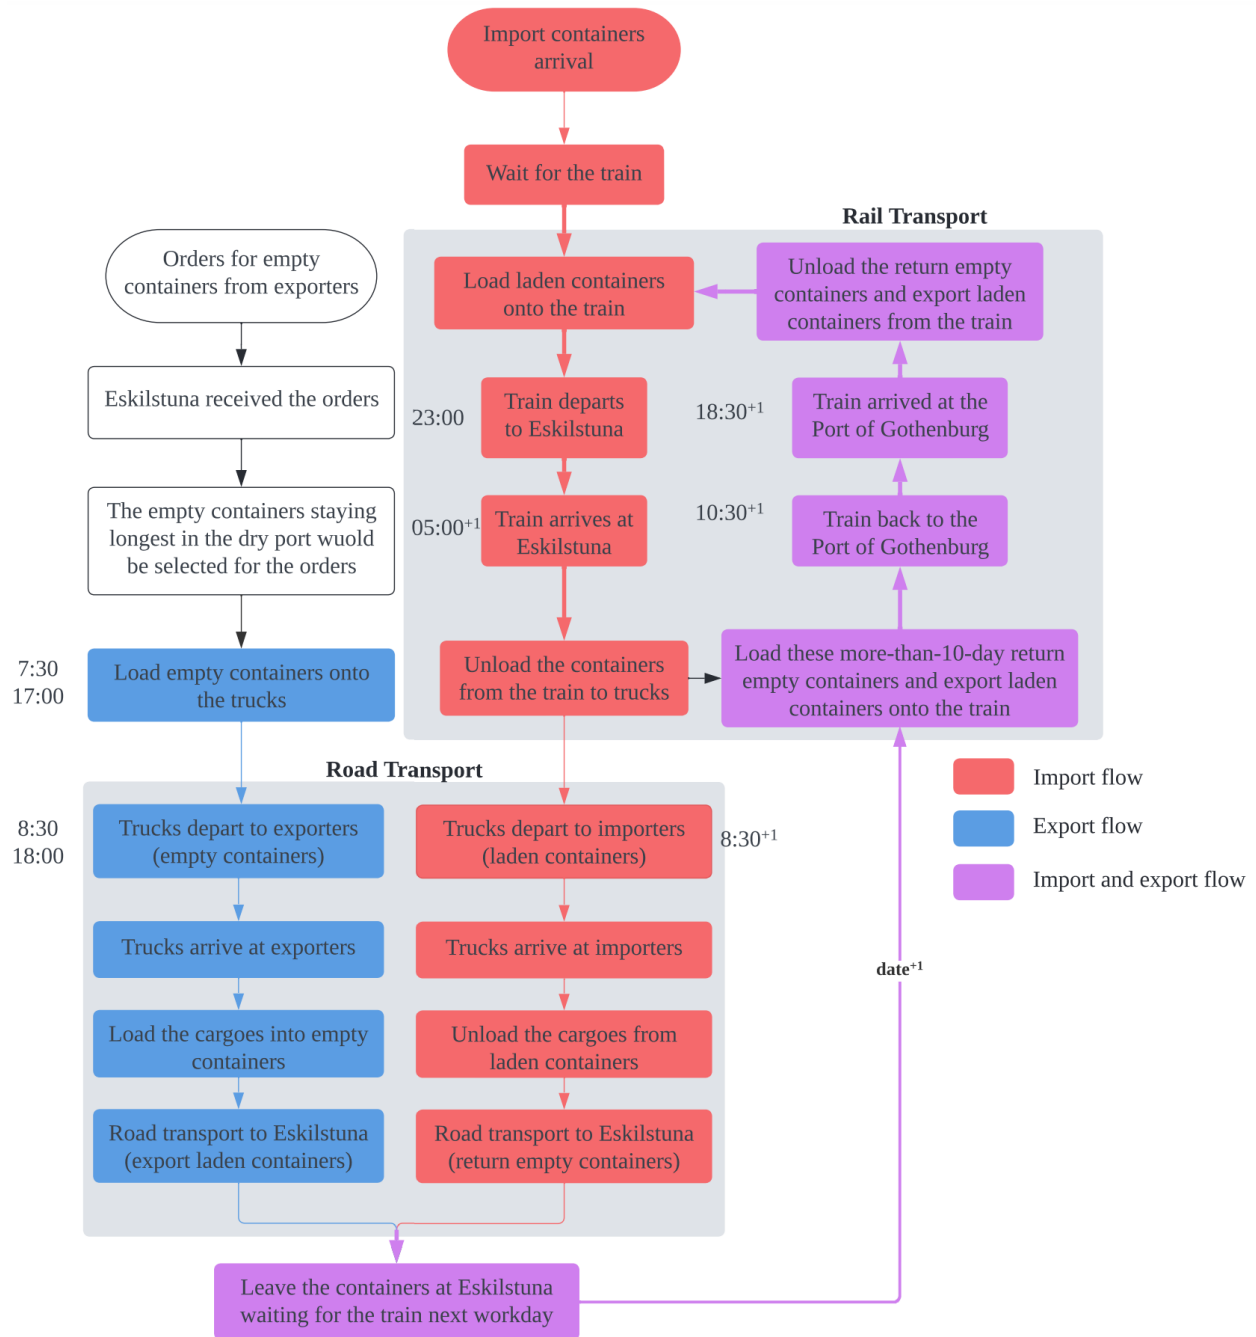 Import containers
arrival
Wait for the train
Rail Transport
Orders for empty
containers from exporters
Load laden containers
onto the train
Unload the return empty
containers and export laden
containers from the train
Eskilstuna received the orders
23:00
Train departs
to Eskilstuna
18:30+1
Train arrived at the
Port of Gothenburg
The empty containers staying
longest in the dry port wuold
be selected for the orders
05:00+1
Train arrives at
Eskilstuna
10:30+1
Train back to the
Port of Gothenburg
7:30
17:00
Load empty containers onto
the trucks
Unload the containers
from the train to trucks
Load these more-than-10-day return
empty containers and export laden
containers onto the train
Road Transport
Import flow
Export flow
Import and export flow
8:30
18:00
Trucks depart to exporters
(empty containers)
Trucks depart to importers
(laden containers)
8:30+1
Trucks arrive at exporters
Trucks arrive at importers
date+1
Load the cargoes into empty
containers
Unload the cargoes from
laden containers
Road transport to Eskilstuna
(export laden containers)
Road transport to Eskilstuna
(return empty containers)
Leave the containers at Eskilstuna
waiting for the train next workday